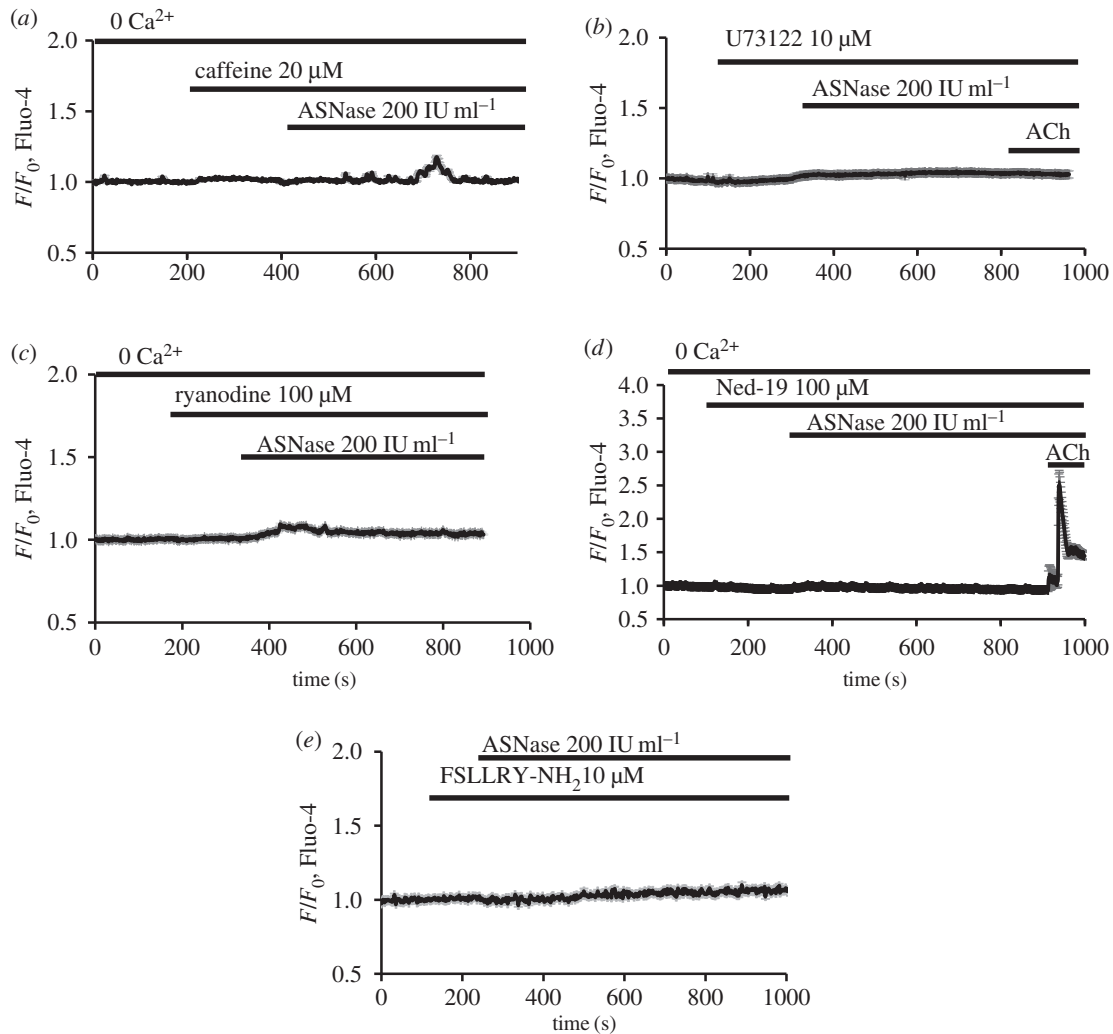 (a)
0 Ca²⁺
2.0
caffeine 20 µM
1.5
ASNase 200 IU ml⁻¹
1.0
0.5
F/F₀, Fluo-4
0 200 400 600 800
(b)
2.0
U73122 10 µM
ASNase 200 IU ml⁻¹
1.5
ACh
1.0
0.5
F/F₀, Fluo-4
0 200 400 600 800 1000
(c)
0 Ca²⁺
2.0
ryanodine 100 µM
1.5
ASNase 200 IU ml⁻¹
1.0
0.5
F/F₀, Fluo-4
0 200 400 600 800 1000
time (s)
(d)
0 Ca²⁺
4.0
Ned-19 100 µM
3.5
ASNase 200 IU ml⁻¹
3.0
ACh
2.5
2.0
1.5
1.0
0.5
F/F₀, Fluo-4
0 200 400 600 800 1000
time (s)
(e)
ASNase 200 IU ml⁻¹
2.0
FSLLRY-NH₂10 µM
1.5
1.0
0.5
F/F₀, Fluo-4
0 200 400 600 800 1000
time (s)